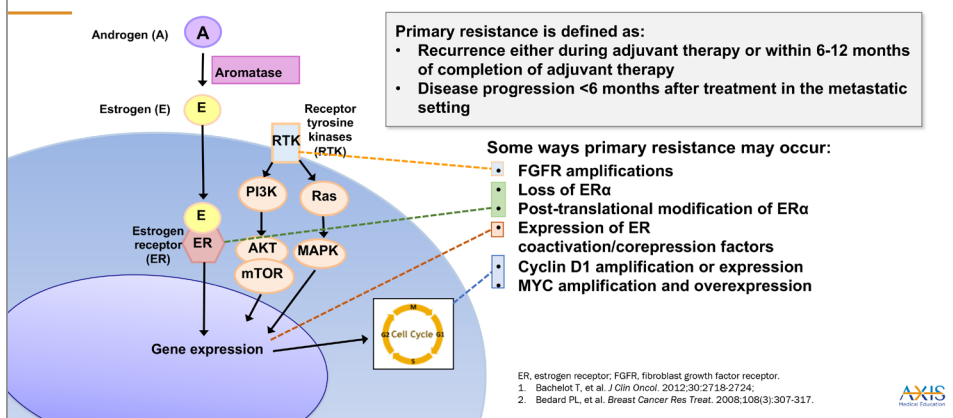 Androgen (A)
A
Aromatase
Estrogen (E)
E
Receptor
tyrosine
kinases
(RTK)
RTK
PI3K
Ras
E
Estrogen
receptor
(ER)
ER
AKT
mTOR
MAPK
Gene expression
M
G2
Cell Cycle
G1
S
Primary resistance is defined as:
• Recurrence either during adjuvant therapy or within 6-12 months
of completion of adjuvant therapy
• Disease progression <6 months after treatment in the metastatic
setting
Some ways primary resistance may occur:
• FGFR amplifications
• Loss of ERα
• Post-translational modification of ERα
• Expression of ER
coactivation/corepression factors
• Cyclin D1 amplification or expression
• MYC amplification and overexpression
ER, estrogen receptor; FGFR, fibroblast growth factor receptor.
1. Bachelot T, et al. J Clin Oncol. 2012;30:2718-2724;
2. Bedard PL, et al. Breast Cancer Res Treat. 2008;108(3):307-317.
AXIS
Medical Education